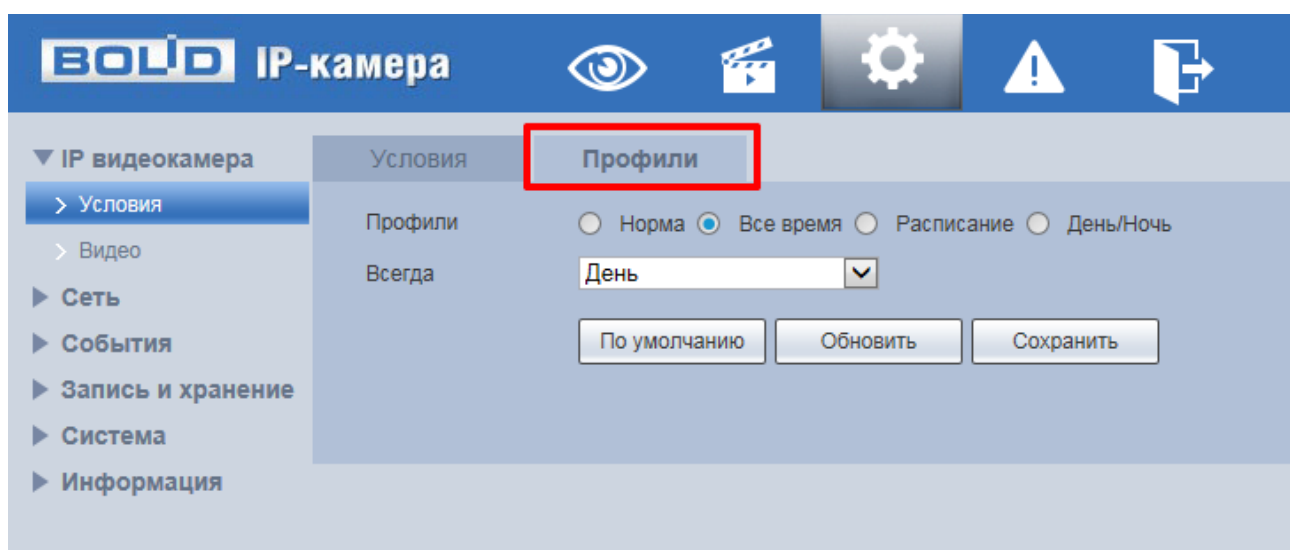 BOLID IP-камера
IP видеокамера
Условия
Видео
Сеть
События
Запись и хранение
Система
Информация
Условия Профили
Профили Норма Все время Расписание День/Ночь
Всегда День
По умолчанию Обновить Сохранить